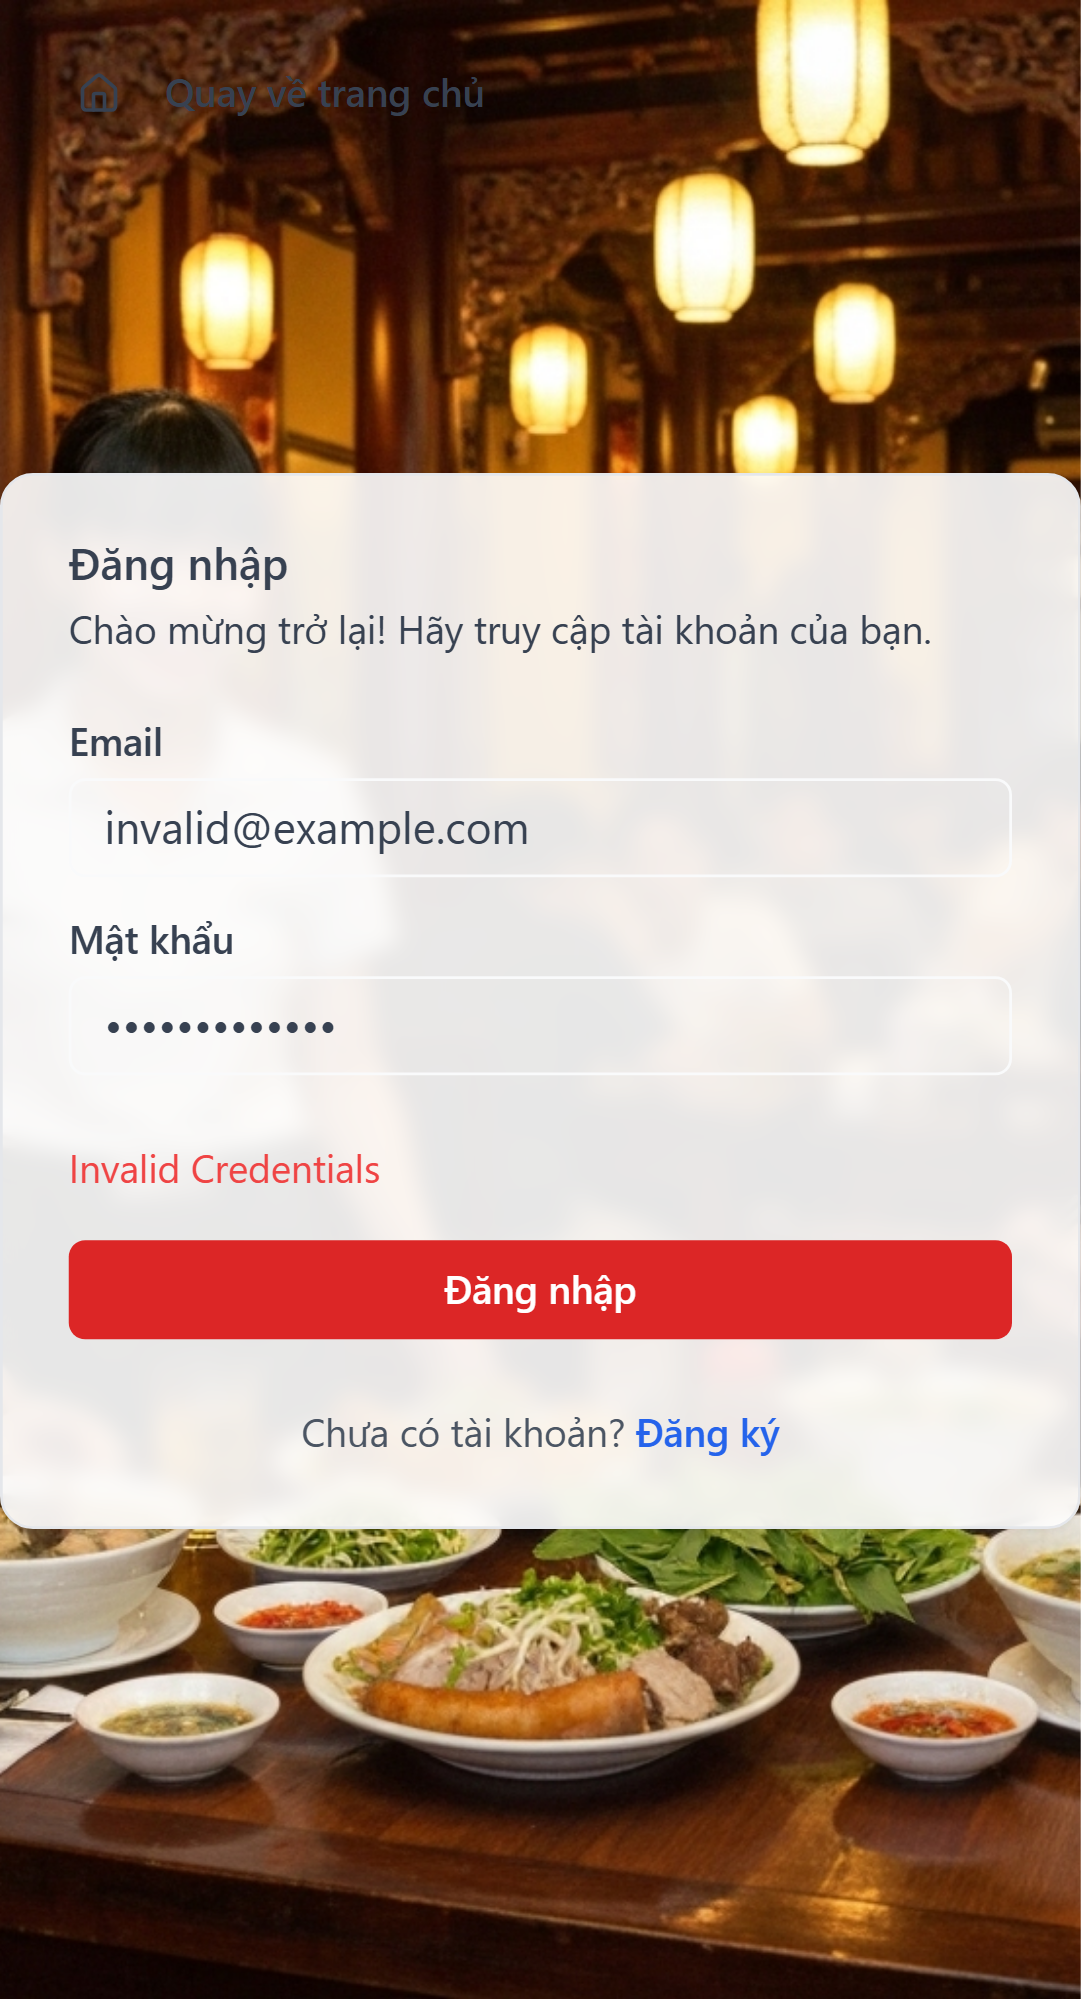 Quay về trang chủ
Đăng nhập
Chào mừng trở lại! Hãy truy cập tài khoản của bạn.
Email
invalid@example.com
Mật khẩu
•••••••••••••
Invalid Credentials
Đăng nhập
Chưa có tài khoản? Đăng ký